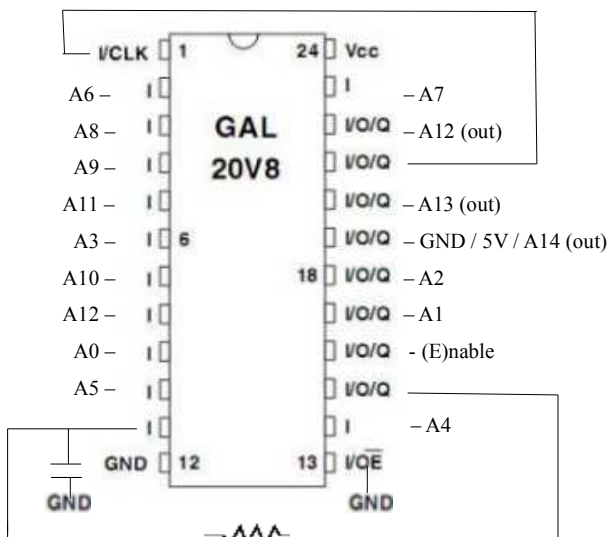 I/CLK 1 24 Vcc
A6 – I I – A7
A8 – I GAL I/O/Q – A12 (out)
A9 – I 20V8 I/O/Q
A11 – I I/O/Q – A13 (out)
A3 – I 6 I/O/Q – GND / 5V / A14 (out)
A10 – I 18 I/O/Q – A2
A12 – I I/O/Q – A1
A0 – I I/O/Q - (E)nable
A5 – I I/O/Q
I I – A4
GND 12 13 I/OE
GND GND